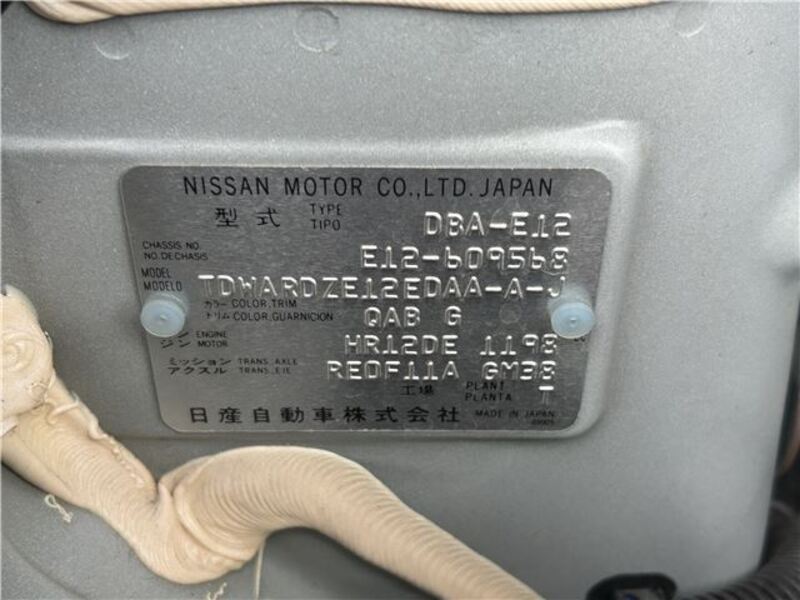 NISSAN MOTOR CO.,LTD. JAPAN
型式 TYPE TIPO DBA-E12
CHASSIS NO. NO. DE CHASIS E12-609568
MODEL MODELO TDWARDZE12EDAA-A-J
カラー COLOR, TRIM
トリム COLOR, GUARNICION QAB G
ジン ENGINE MOTOR HR12DE 1198
ミッション TRANS. AXLE
アクスル TRANS. EJE RE0F11A GM38
工場 PLANT PLANTA T
日産自動車株式会社 MADE IN JAPAN